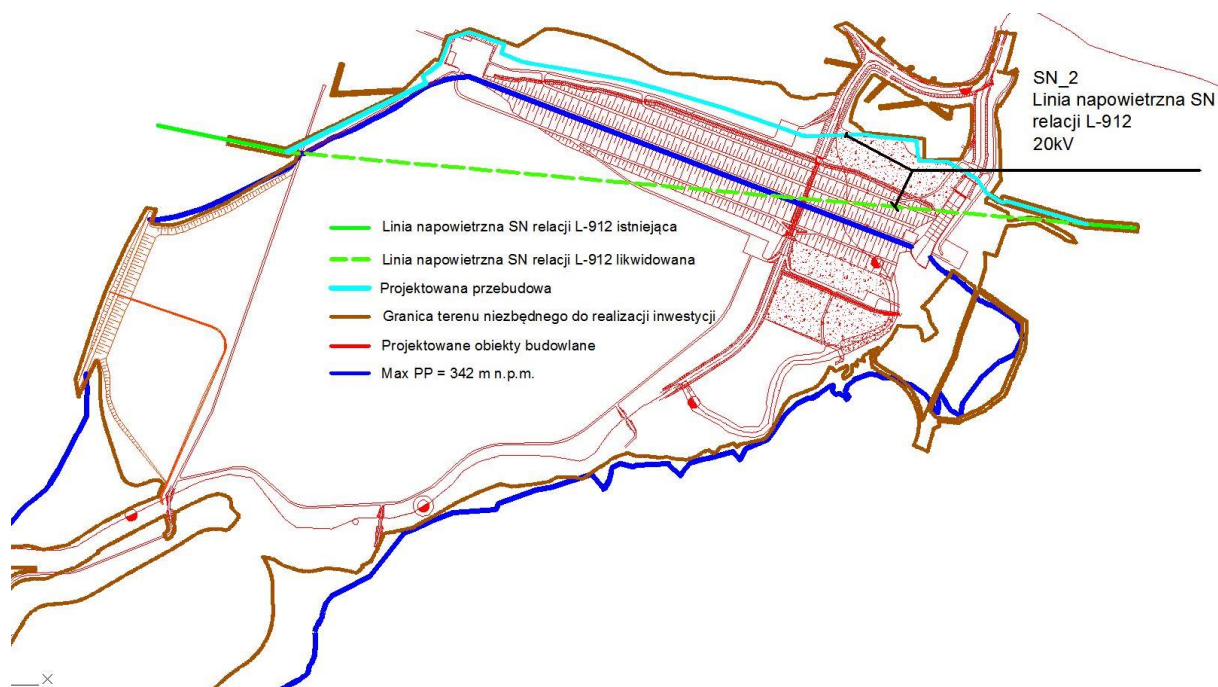 SN_2
Linia napowietrzna SN
relacji L-912
20kV
Linia napowietrzna SN relacji L-912 istniejąca
Linia napowietrzna SN relacji L-912 likwidowana
Projektowana przebudowa
Granica terenu niezbędnego do realizacji inwestycji
Projektowane obiekty budowlane
Max PP = 342 m n.p.m.